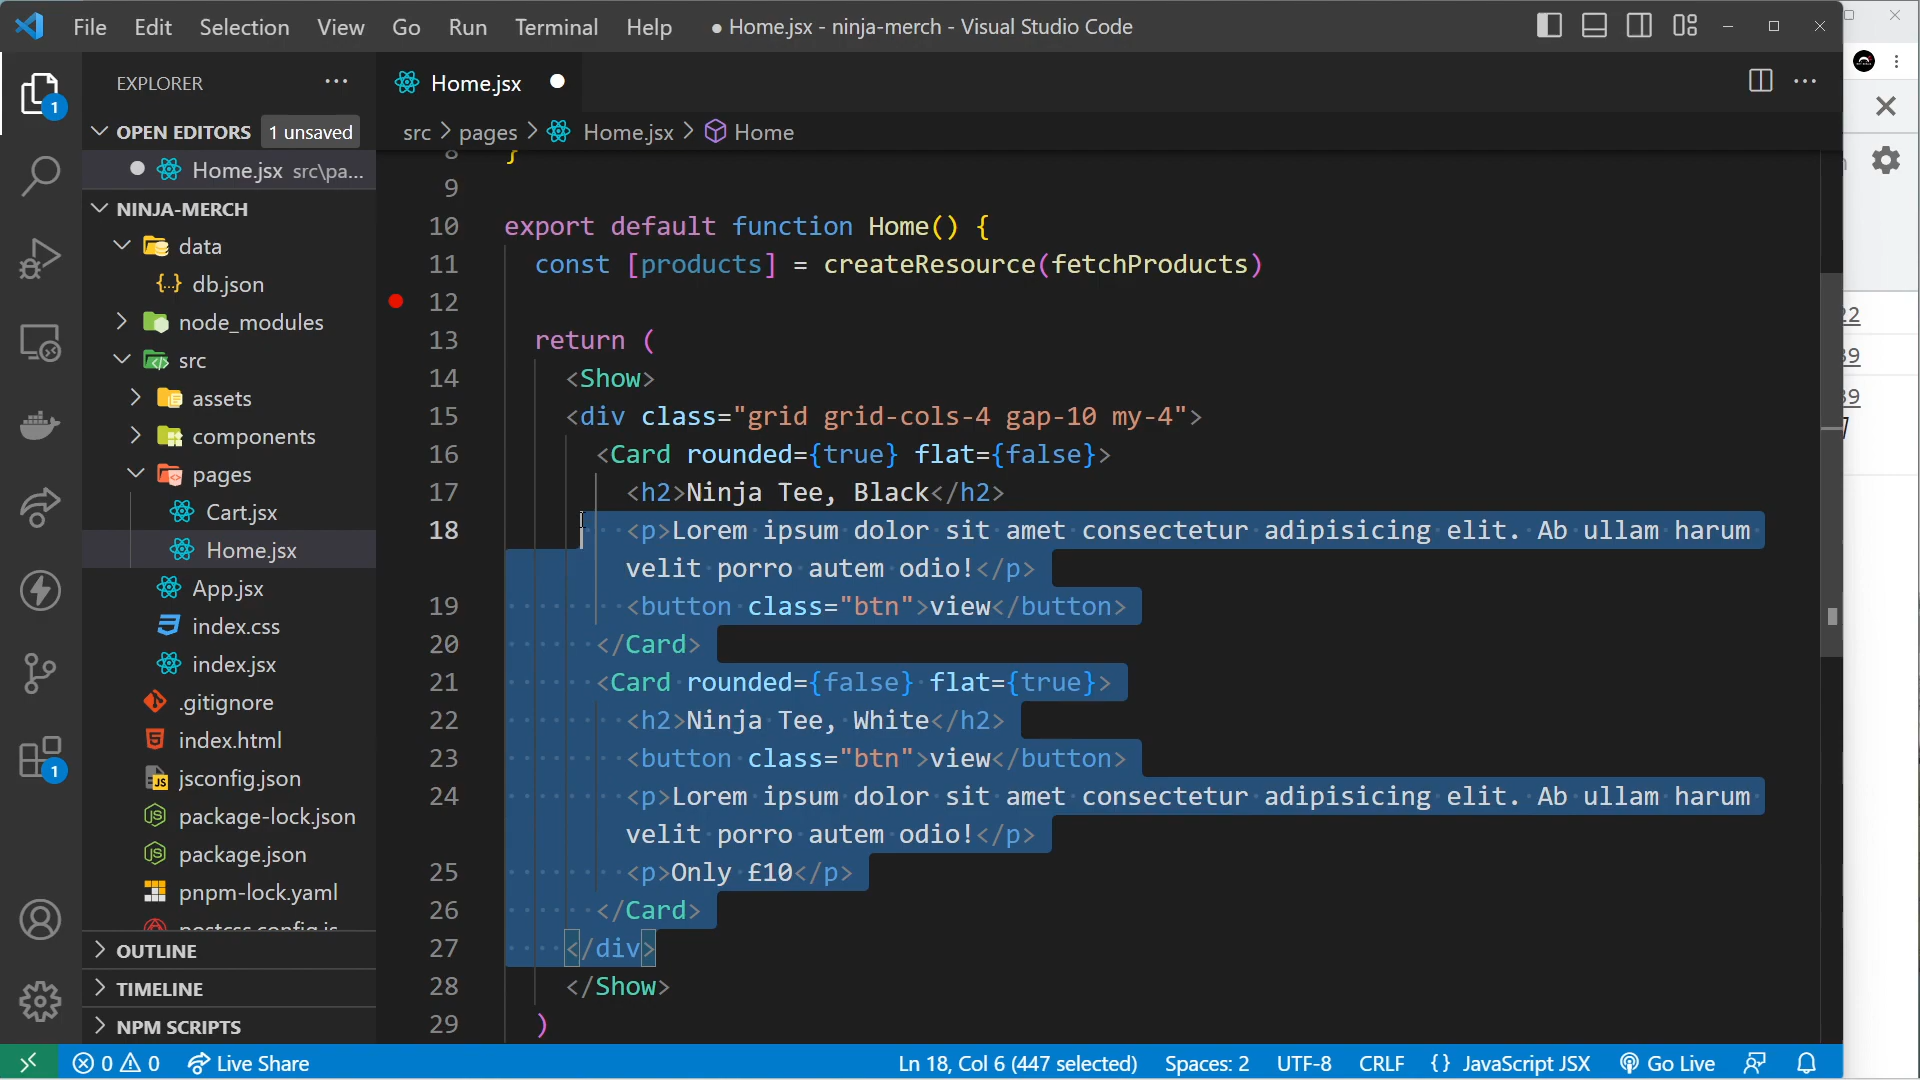 File Edit Selection View Go Run Terminal Help ● Home.jsx - ninja-merch - Visual Studio Code
EXPLORER
OPEN EDITORS 1 unsaved
Home.jsx src\pa...
NINJA-MERCH
data
db.json
node_modules
src
assets
components
pages
Cart.jsx
Home.jsx
App.jsx
index.css
index.jsx
.gitignore
index.html
jsconfig.json
package-lock.json
package.json
pnpm-lock.yaml
postcss.config.js
OUTLINE
TIMELINE
NPM SCRIPTS
1
1
Home.jsx
src > pages > Home.jsx > Home
8 }
9
10 export default function Home() {
11 const [products] = createResource(fetchProducts)
12
13 return (
14 <Show>
15 <div class="grid grid-cols-4 gap-10 my-4">
16 <Card rounded={true} flat={false}>
17 <h2>Ninja Tee, Black</h2>
18 <p>Lorem ipsum dolor sit amet consectetur adipisicing elit. Ab ullam harum
velit porro autem odio!</p>
19 <button class="btn">view</button>
20 </Card>
21 <Card rounded={false} flat={true}>
22 <h2>Ninja Tee, White</h2>
23 <button class="btn">view</button>
24 <p>Lorem ipsum dolor sit amet consectetur adipisicing elit. Ab ullam harum
velit porro autem odio!</p>
25 <p>Only £10</p>
26 </Card>
27 </div>
28 </Show>
29 )
0 0 Live Share Ln 18, Col 6 (447 selected) Spaces: 2 UTF-8 CRLF {} JavaScript JSX Go Live
22
39
39